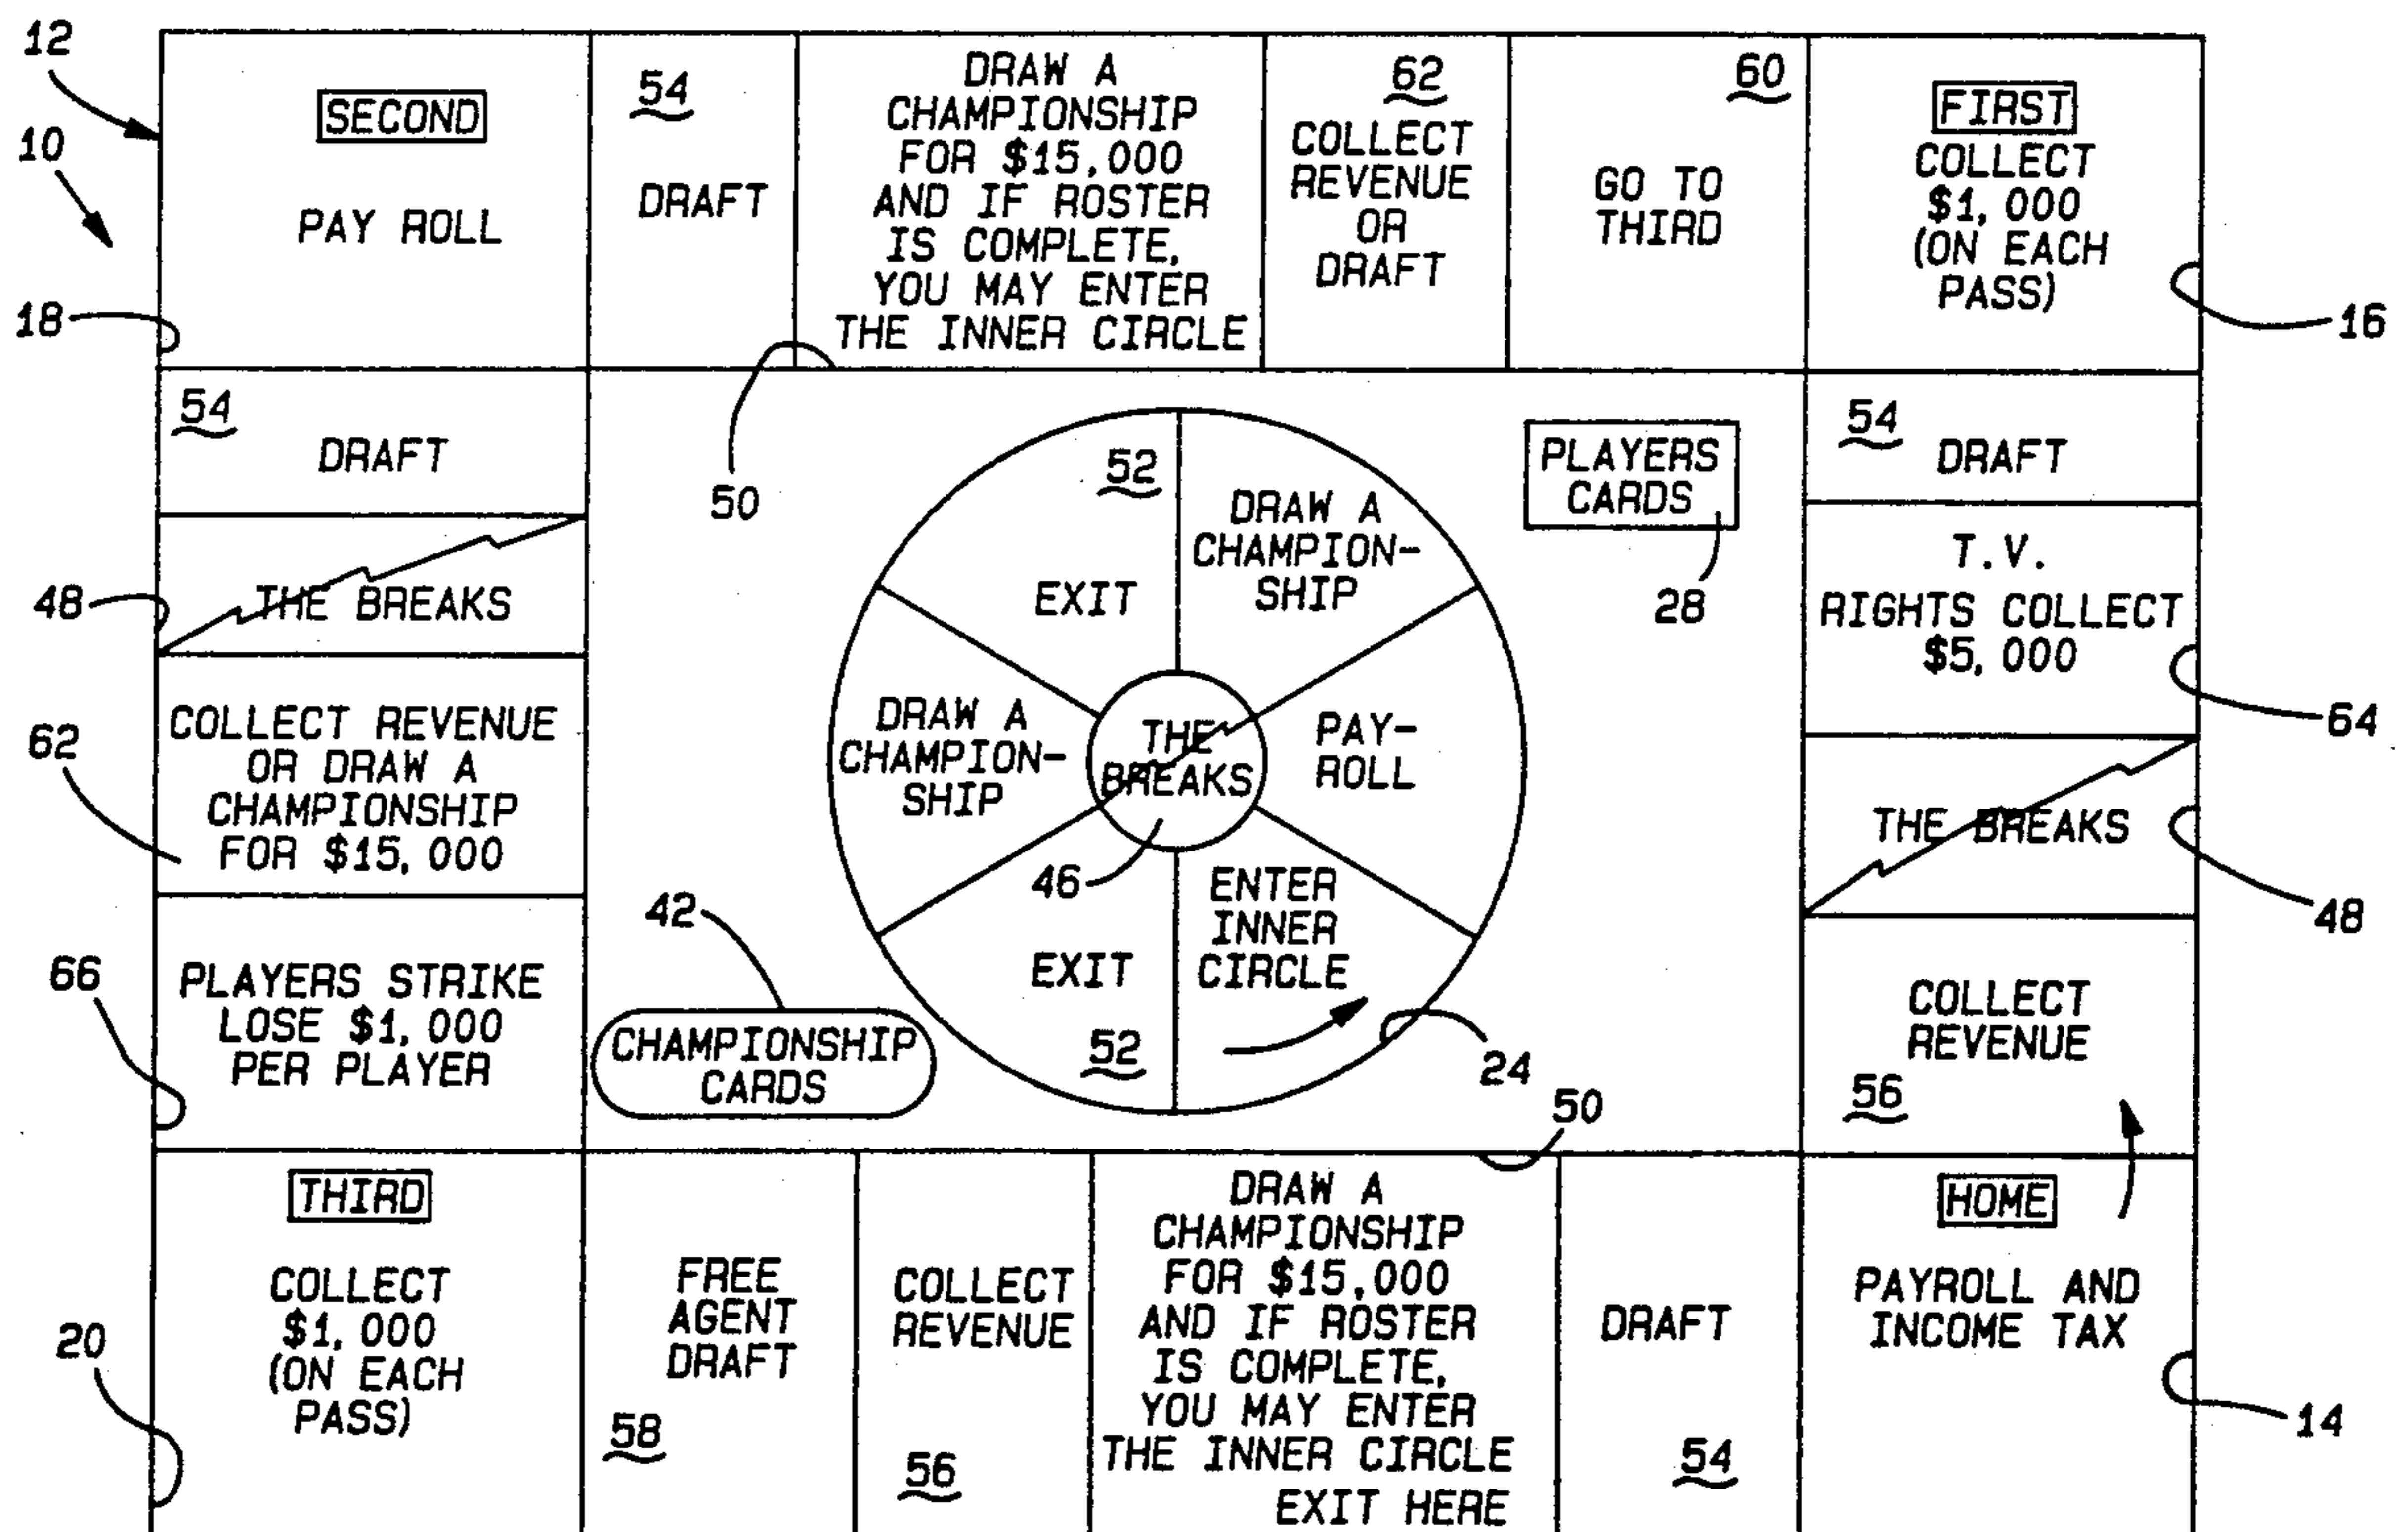 12
10
SECOND
PAY ROLL
18
54
DRAFT
DRAW A
CHAMPIONSHIP
FOR $15,000
AND IF ROSTER
IS COMPLETE,
YOU MAY ENTER
THE INNER CIRCLE
50
62
COLLECT
REVENUE
OR
DRAFT
60
GO TO
THIRD
FIRST
COLLECT
$1,000
(ON EACH
PASS)
16
54
DRAFT
48
THE BREAKS
62
COLLECT REVENUE
OR DRAW A
CHAMPIONSHIP
FOR $15,000
66
PLAYERS STRIKE
LOSE $1,000
PER PLAYER
52
EXIT
DRAW A
CHAMPION-
SHIP
DRAW A
CHAMPION-
SHIP
THE
BREAKS
46
PAY-
ROLL
EXIT
52
ENTER
INNER
CIRCLE
24
PLAYERS
CARDS
28
42
CHAMPIONSHIP
CARDS
54
DRAFT
T.V.
RIGHTS COLLECT
$5,000
64
THE BREAKS
48
COLLECT
REVENUE
56
THIRD
COLLECT
$1,000
(ON EACH
PASS)
20
FREE
AGENT
DRAFT
58
COLLECT
REVENUE
56
50
DRAW A
CHAMPIONSHIP
FOR $15,000
AND IF ROSTER
IS COMPLETE,
YOU MAY ENTER
THE INNER CIRCLE
EXIT HERE
DRAFT
54
HOME
PAYROLL AND
INCOME TAX
14